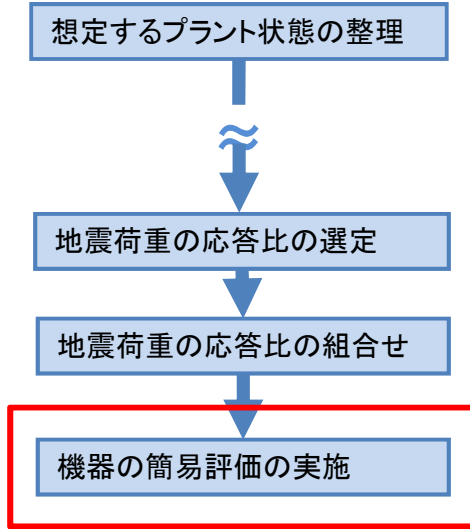 想定するプラント状態の整理
地震荷重の応答比の選定
地震荷重の応答比の組合せ
機器の簡易評価の実施